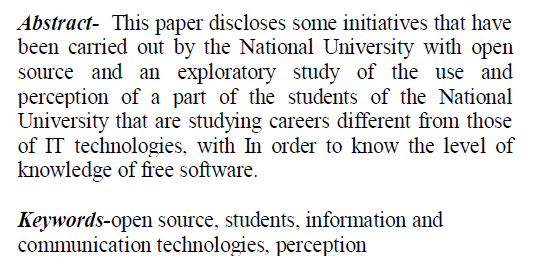 Abstract- This paper discloses some initiatives that have
been carried out by the National University with open
source and an exploratory study of the use and
perception of a part of the students of the National
University that are studying careers different from those
of IT technologies, with In order to know the level of
knowledge of free software.
Keywords-open source, students, information and
communication technologies, perception